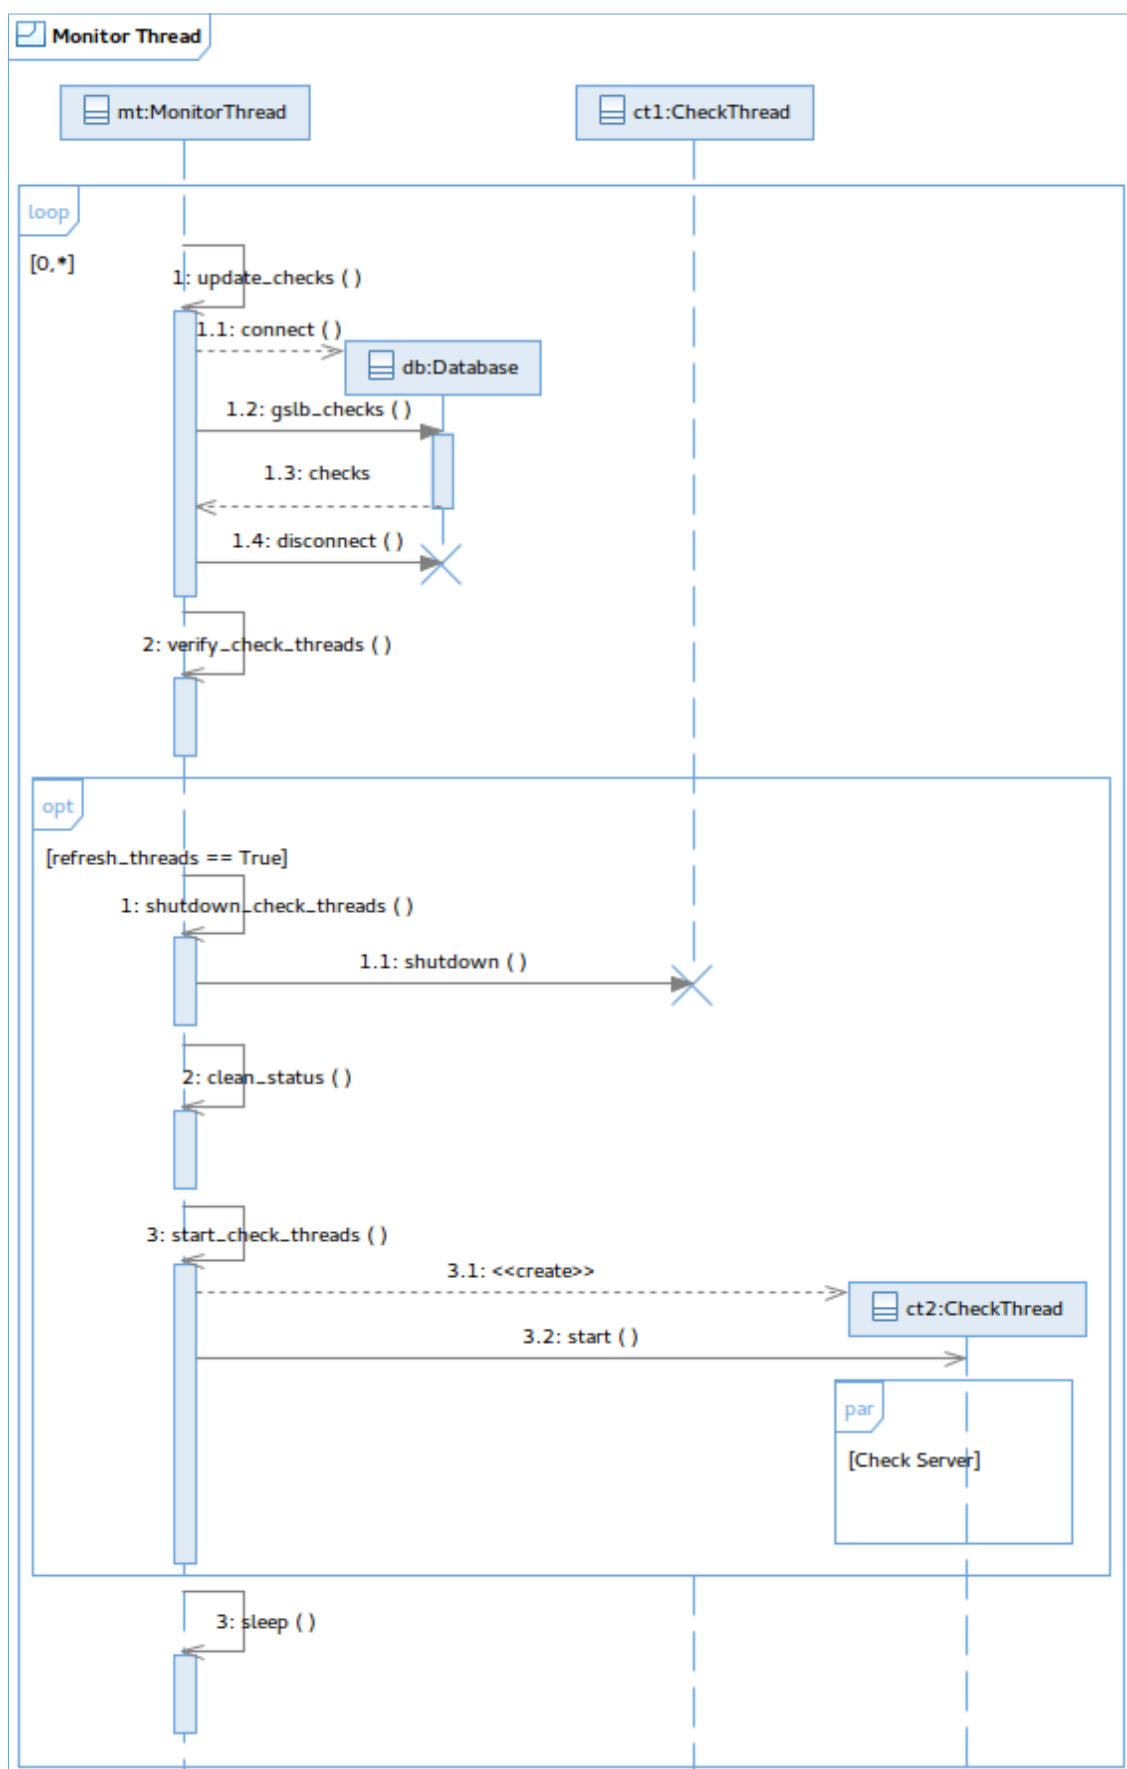 Monitor Thread
mt:MonitorThread
ct1:CheckThread
loop
[0,*]
1: update_checks ( )
1.1: connect ( )
db:Database
1.2: gslb_checks ( )
1.3: checks
1.4: disconnect ( )
2: verify_check_threads ( )
opt
[refresh_threads == True]
1: shutdown_check_threads ( )
1.1: shutdown ( )
2: clean_status ( )
3: start_check_threads ( )
3.1: <<create>>
ct2:CheckThread
3.2: start ( )
par
[Check Server]
3: sleep ( )